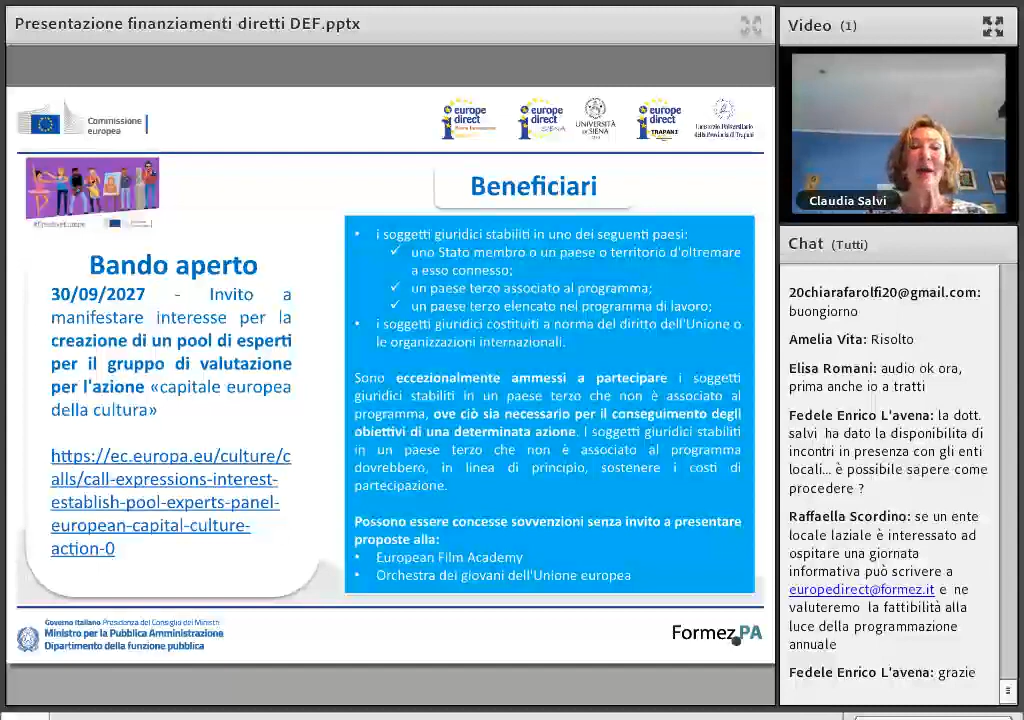 Presentazione finanziamenti diretti DEF.pptx
Commissione
europea
europe
direct
europe
direct
SIENA
UNIVERSITÀ
DI SIENA
europe
direct
TRAPANI
Consorzio Universitario
della Provincia di Trapani
#CreativeEurope
Bando aperto
30/09/2027 - Invito a
manifestare interesse per la
creazione di un pool di esperti
per il gruppo di valutazione
per l'azione «capitale europea
della cultura»
https://ec.europa.eu/culture/c
alls/call-expressions-interest-
establish-pool-experts-panel-
european-capital-culture-
action-0
Beneficiari
• i soggetti giuridici stabiliti in uno dei seguenti paesi:
✓ uno Stato membro o un paese o territorio d'oltremare
a esso connesso;
✓ un paese terzo associato al programma;
✓ un paese terzo elencato nel programma di lavoro;
• i soggetti giuridici costituiti a norma del diritto dell'Unione o
le organizzazioni internazionali.
Sono eccezionalmente ammessi a partecipare i soggetti
giuridici stabiliti in un paese terzo che non è associato al
programma, ove ciò sia necessario per il conseguimento degli
obiettivi di una determinata azione. I soggetti giuridici stabiliti
in un paese terzo che non è associato al programma
dovrebbero, in linea di principio, sostenere i costi di
partecipazione.
Possono essere concesse sovvenzioni senza invito a presentare
proposte alla:
• European Film Academy
• Orchestra dei giovani dell'Unione europea
Governo Italiano Presidenza del Consiglio dei Ministri
Ministro per la Pubblica Amministrazione
Dipartimento della funzione pubblica
Formez PA
Video (1)
Claudia Salvi
Chat (Tutti)
20chiarafarolfi20@gmail.com:
buongiorno
Amelia Vita: Risolto
Elisa Romani: audio ok ora,
prima anche io a tratti
Fedele Enrico L'avena: la dott.
salvi ha dato la disponibilita di
incontri in presenza con gli enti
locali... è possibile sapere come
procedere ?
Raffaella Scordino: se un ente
locale laziale è interessato ad
ospitare una giornata
informativa può scrivere a
europedirect@formez.it e ne
valuteremo la fattibilità alla
luce della programmazione
annuale
Fedele Enrico L'avena: grazie